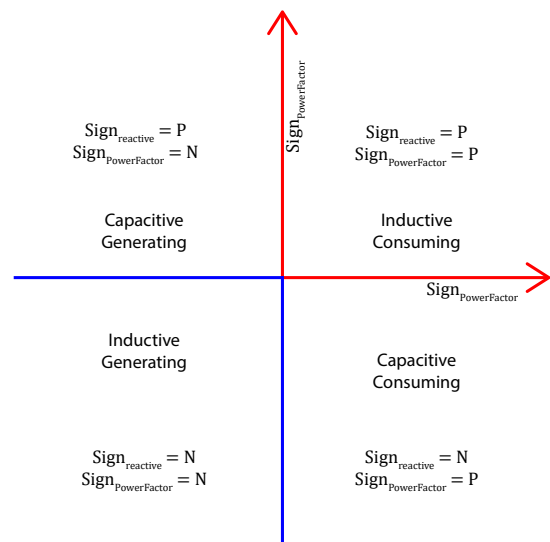 Sign_PowerFactor
Sign_reactive = P
Sign_PowerFactor = N
Sign_reactive = P
Sign_PowerFactor = P
Capacitive
Generating
Inductive
Consuming
Sign_PowerFactor
Inductive
Generating
Capacitive
Consuming
Sign_reactive = N
Sign_PowerFactor = N
Sign_reactive = N
Sign_PowerFactor = P